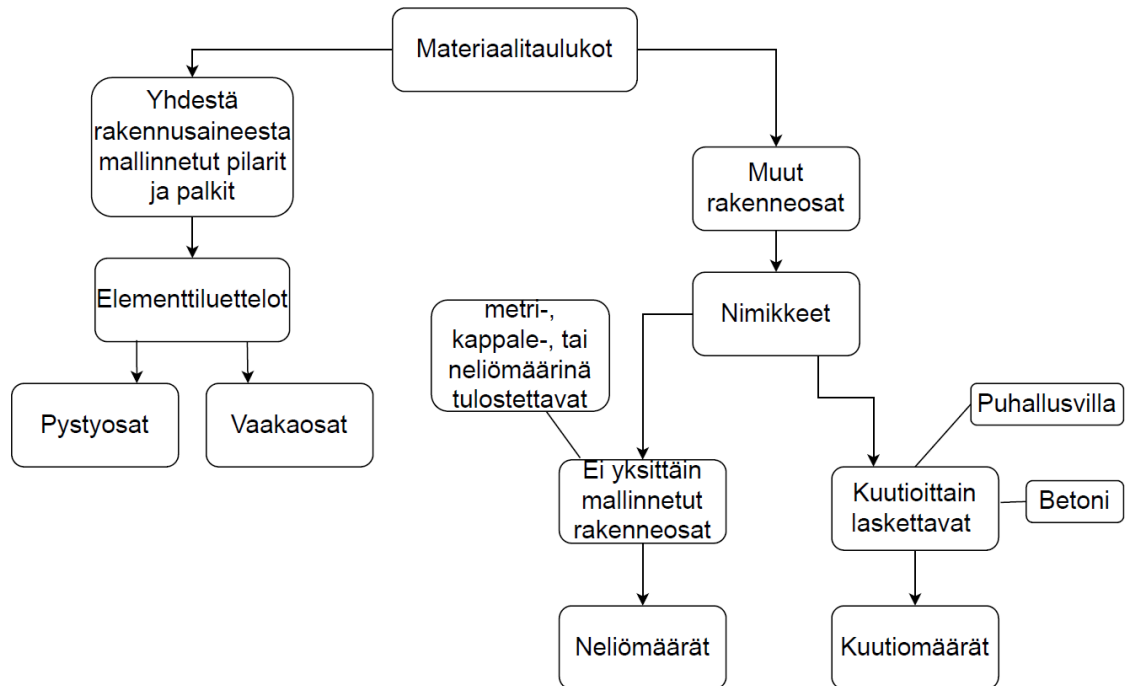 Materiaalitaulukot
Yhdestä
rakennusaineesta
mallinnetut pilarit
ja palkit
Muut
rakenneosat
Elementtiluettelot
Nimikkeet
metri-,
kappale-, tai
neliömäärinä
tulostettavat
Pystyosat
Vaakaosat
Puhallusvilla
Ei yksittäin
mallinnetut
rakenneosat
Kuutioittain
laskettavat
Betoni
Neliömäärät
Kuutiomäärät